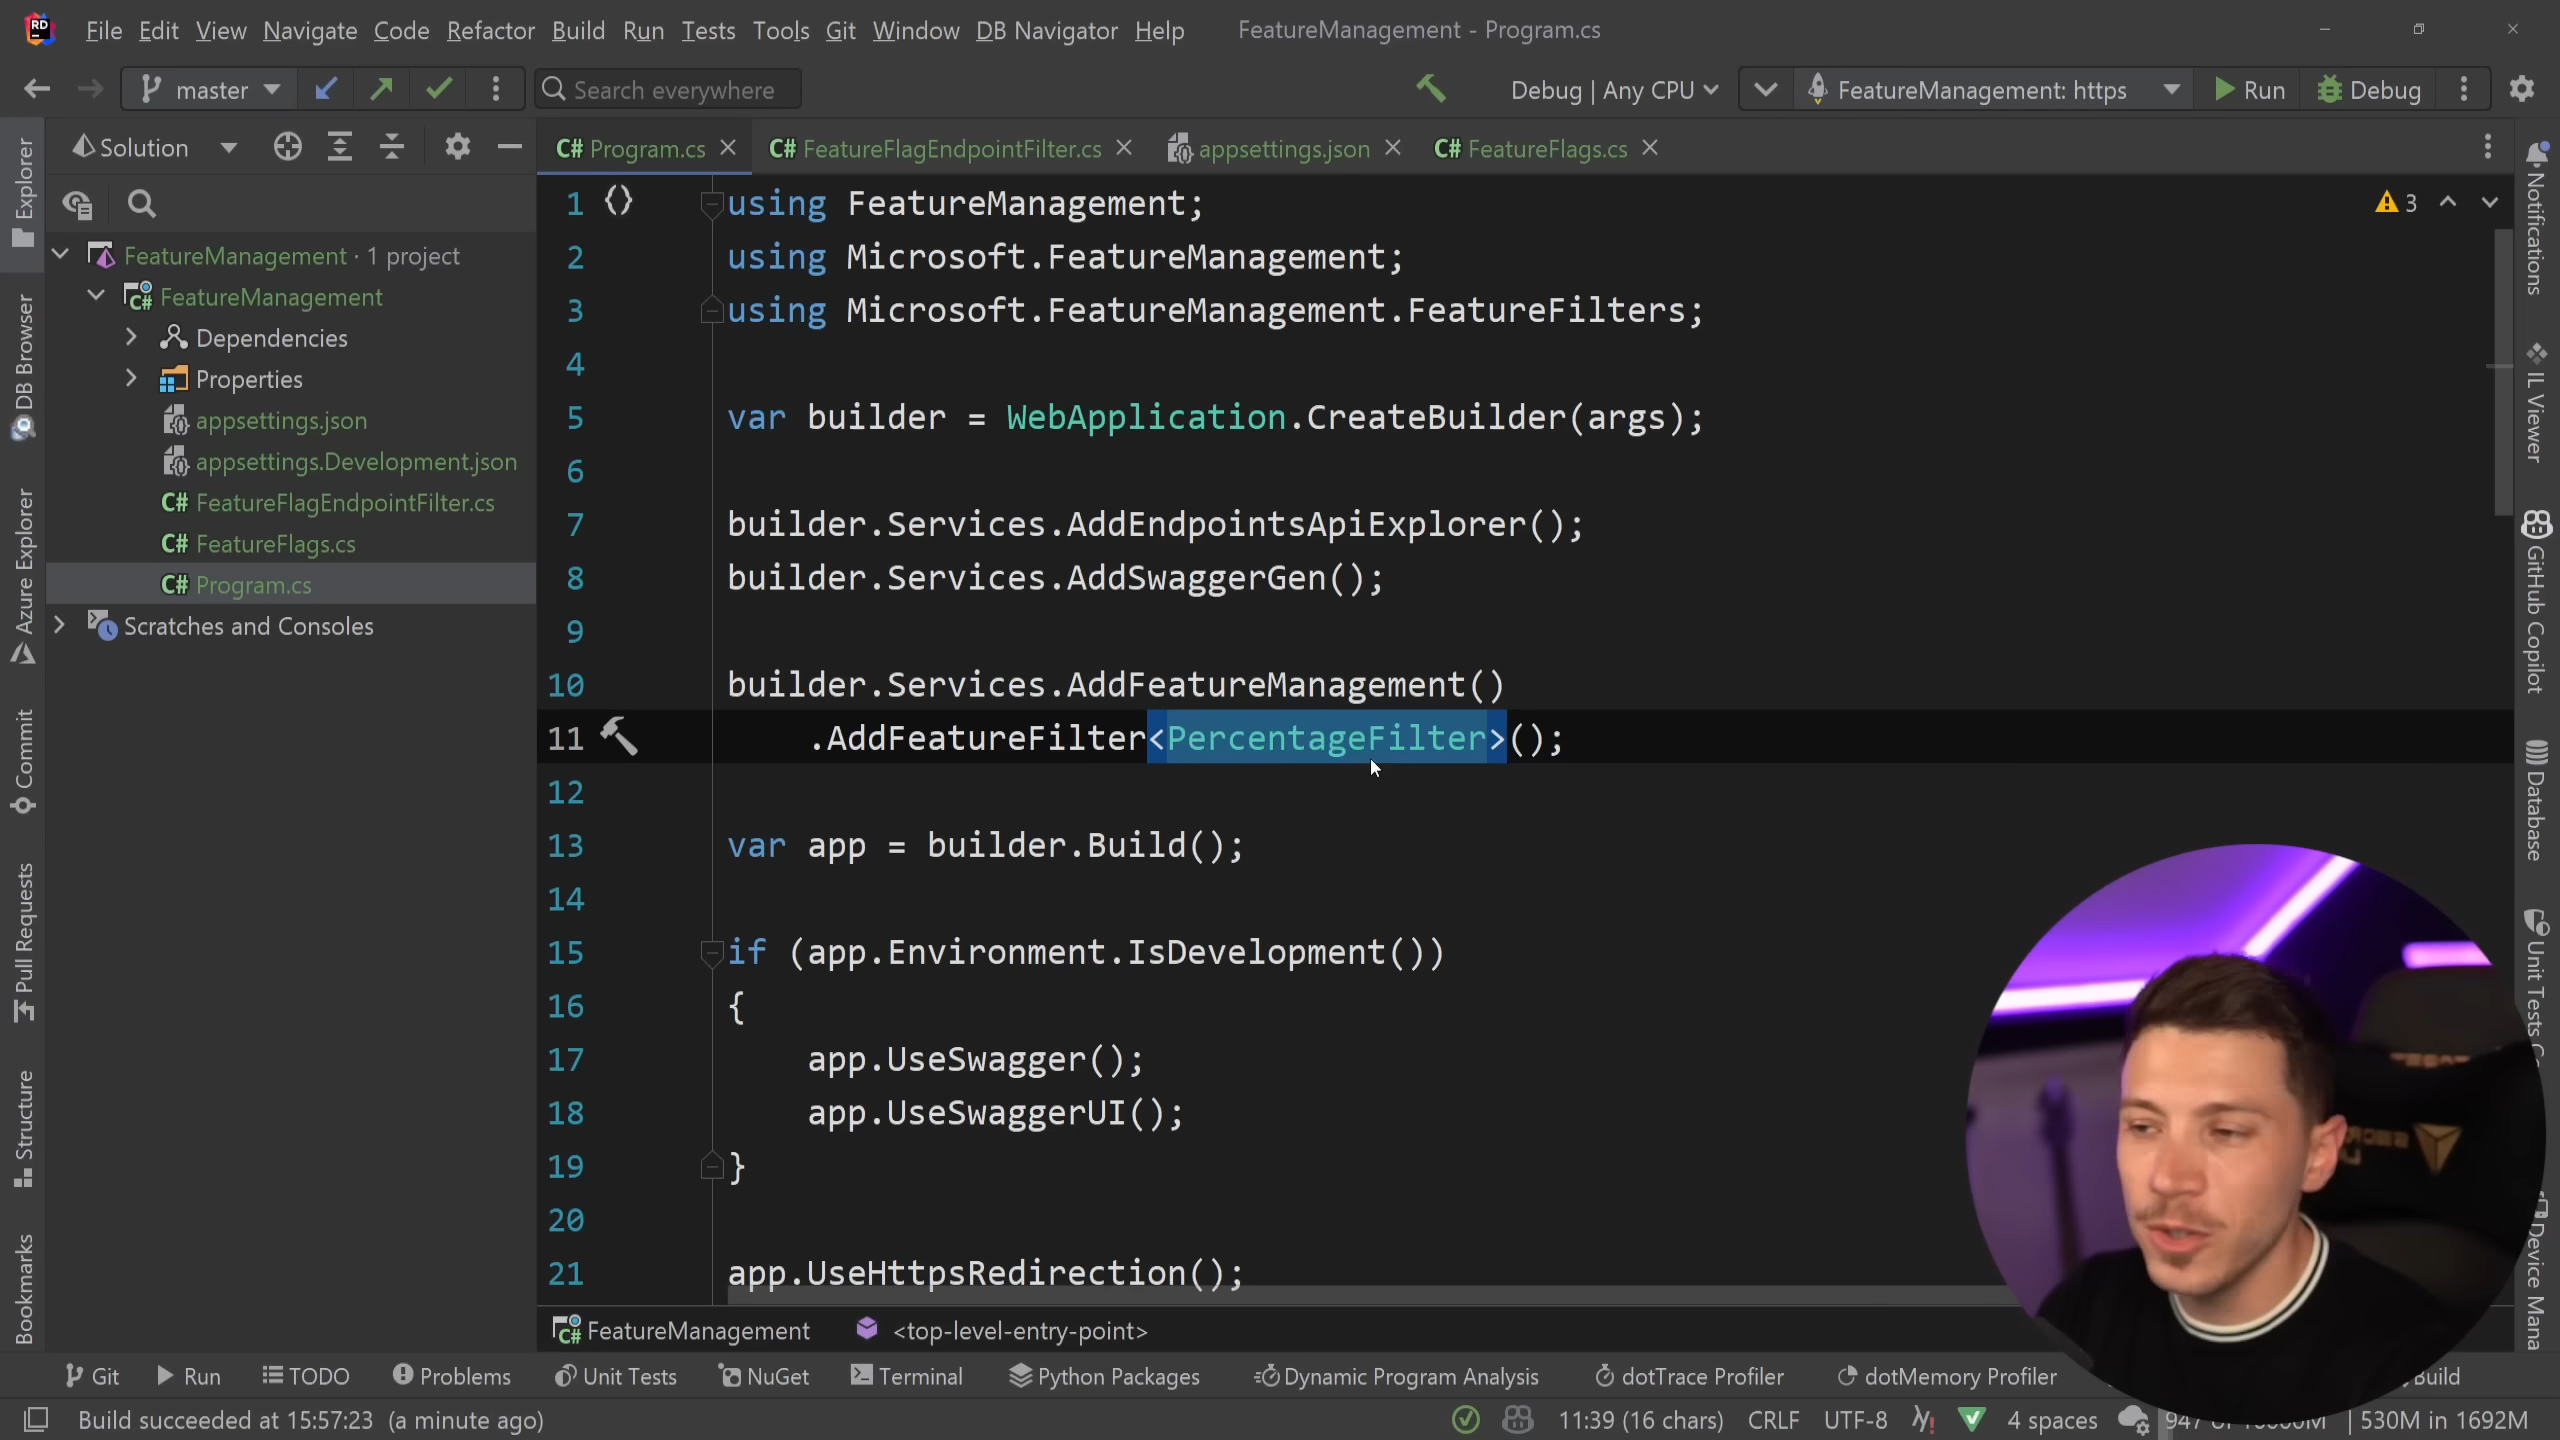 RD File Edit View Navigate Code Refactor Build Run Tests Tools Git Window DB Navigator Help FeatureManagement - Program.cs
master Search everywhere Debug | Any CPU FeatureManagement: https Run Debug
Solution
Program.cs FeatureFlagEndpointFilter.cs appsettings.json FeatureFlags.cs
FeatureManagement · 1 project
FeatureManagement
Dependencies
Properties
appsettings.json
appsettings.Development.json
C# FeatureFlagEndpointFilter.cs
C# FeatureFlags.cs
C# Program.cs
Scratches and Consoles
Explorer
DB Browser
Azure Explorer
Commit
Pull Requests
Structure
Bookmarks
1 using FeatureManagement;
2 using Microsoft.FeatureManagement;
3 using Microsoft.FeatureManagement.FeatureFilters;
4
5 var builder = WebApplication.CreateBuilder(args);
6
7 builder.Services.AddEndpointsApiExplorer();
8 builder.Services.AddSwaggerGen();
9
10 builder.Services.AddFeatureManagement()
11 .AddFeatureFilter<PercentageFilter>();
12
13 var app = builder.Build();
14
15 if (app.Environment.IsDevelopment())
16 {
17 app.UseSwagger();
18 app.UseSwaggerUI();
19 }
20
21 app.UseHttpsRedirection();
3
Notifications
IL Viewer
GitHub Copilot
Database
Unit Tests C
Device Mana
FeatureManagement <top-level-entry-point>
Git Run TODO Problems Unit Tests NuGet Terminal Python Packages Dynamic Program Analysis dotTrace Profiler dotMemory Profiler Build
Build succeeded at 15:57:23 (a minute ago) 11:39 (16 chars) CRLF UTF-8 4 spaces 530M in 1692M